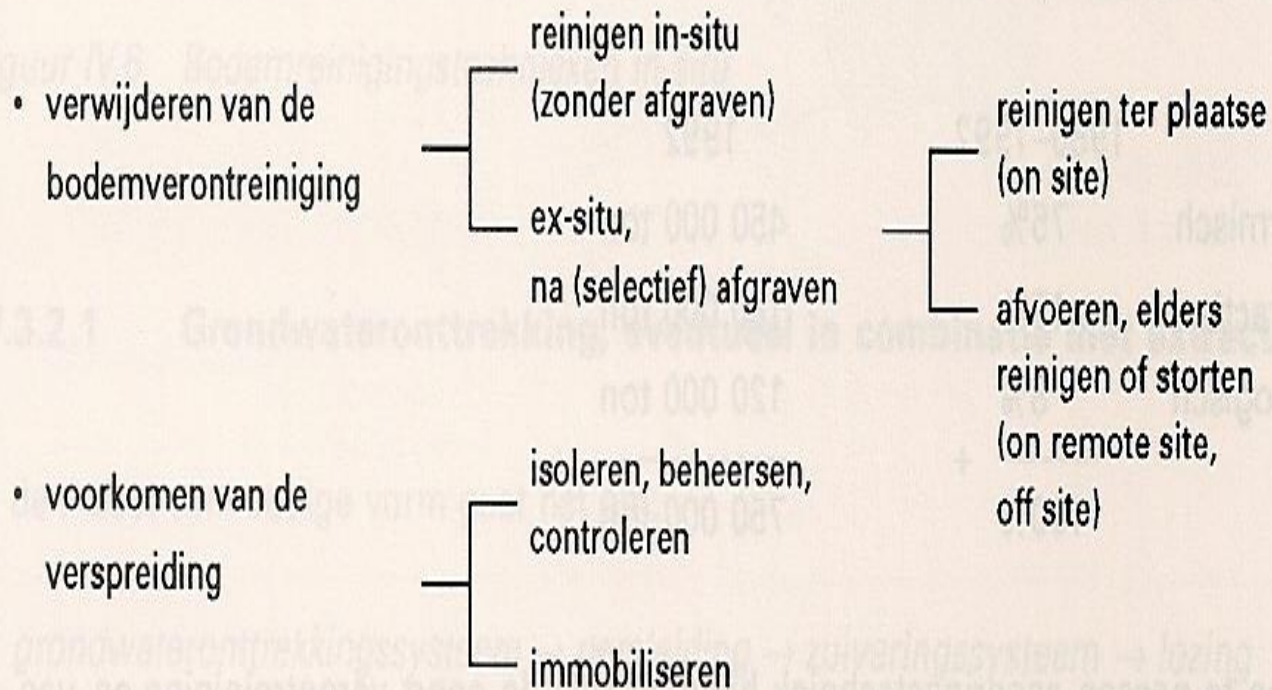 • verwijderen van de
bodemverontreiniging
reinigen in-situ
(zonder afgraven)
ex-situ,
na (selectief) afgraven
reinigen ter plaatse
(on site)
afvoeren, elders
reinigen of storten
(on remote site,
off site)
• voorkomen van de
verspreiding
isoleren, beheersen,
controleren
immobiliseren